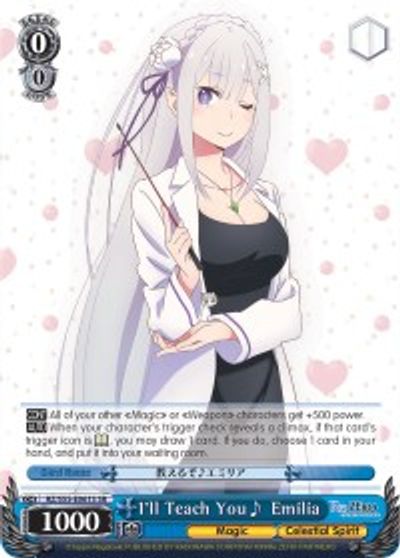 0
0
All of your other «Magic» or «Weapon» characters get +500 power.
When your character's trigger check reveals a climax, if that card's
trigger icon is , you may draw 1 card. If you do, choose 1 card in your
hand, and put it into your waiting room.
教えるぞ♪エミリア
I'll Teach You♪ Emilia
1000
Magic
Celestial Spirit